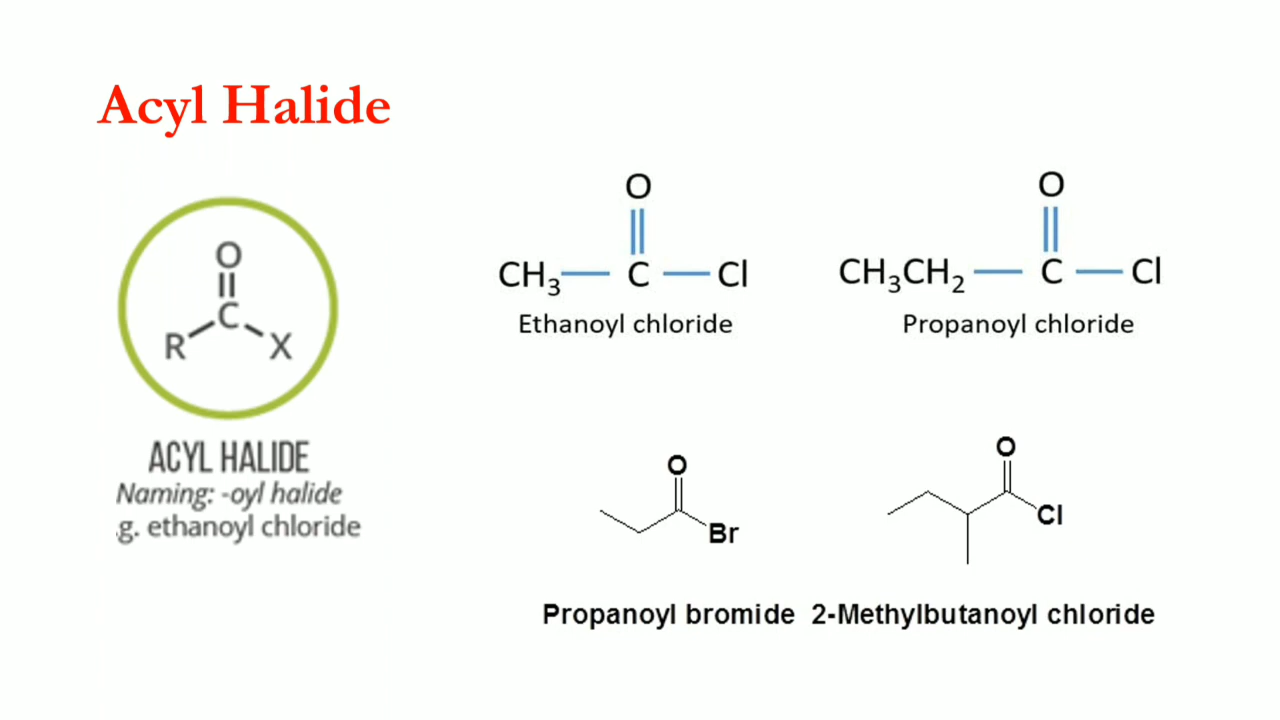 Acyl Halide
O
C
R X
ACYL HALIDE
Naming: -oyl halide
.g. ethanoyl chloride
O
CH₃ C Cl
Ethanoyl chloride
O
CH₃CH₂ C Cl
Propanoyl chloride
O
Br
Propanoyl bromide
O
Cl
2-Methylbutanoyl chloride